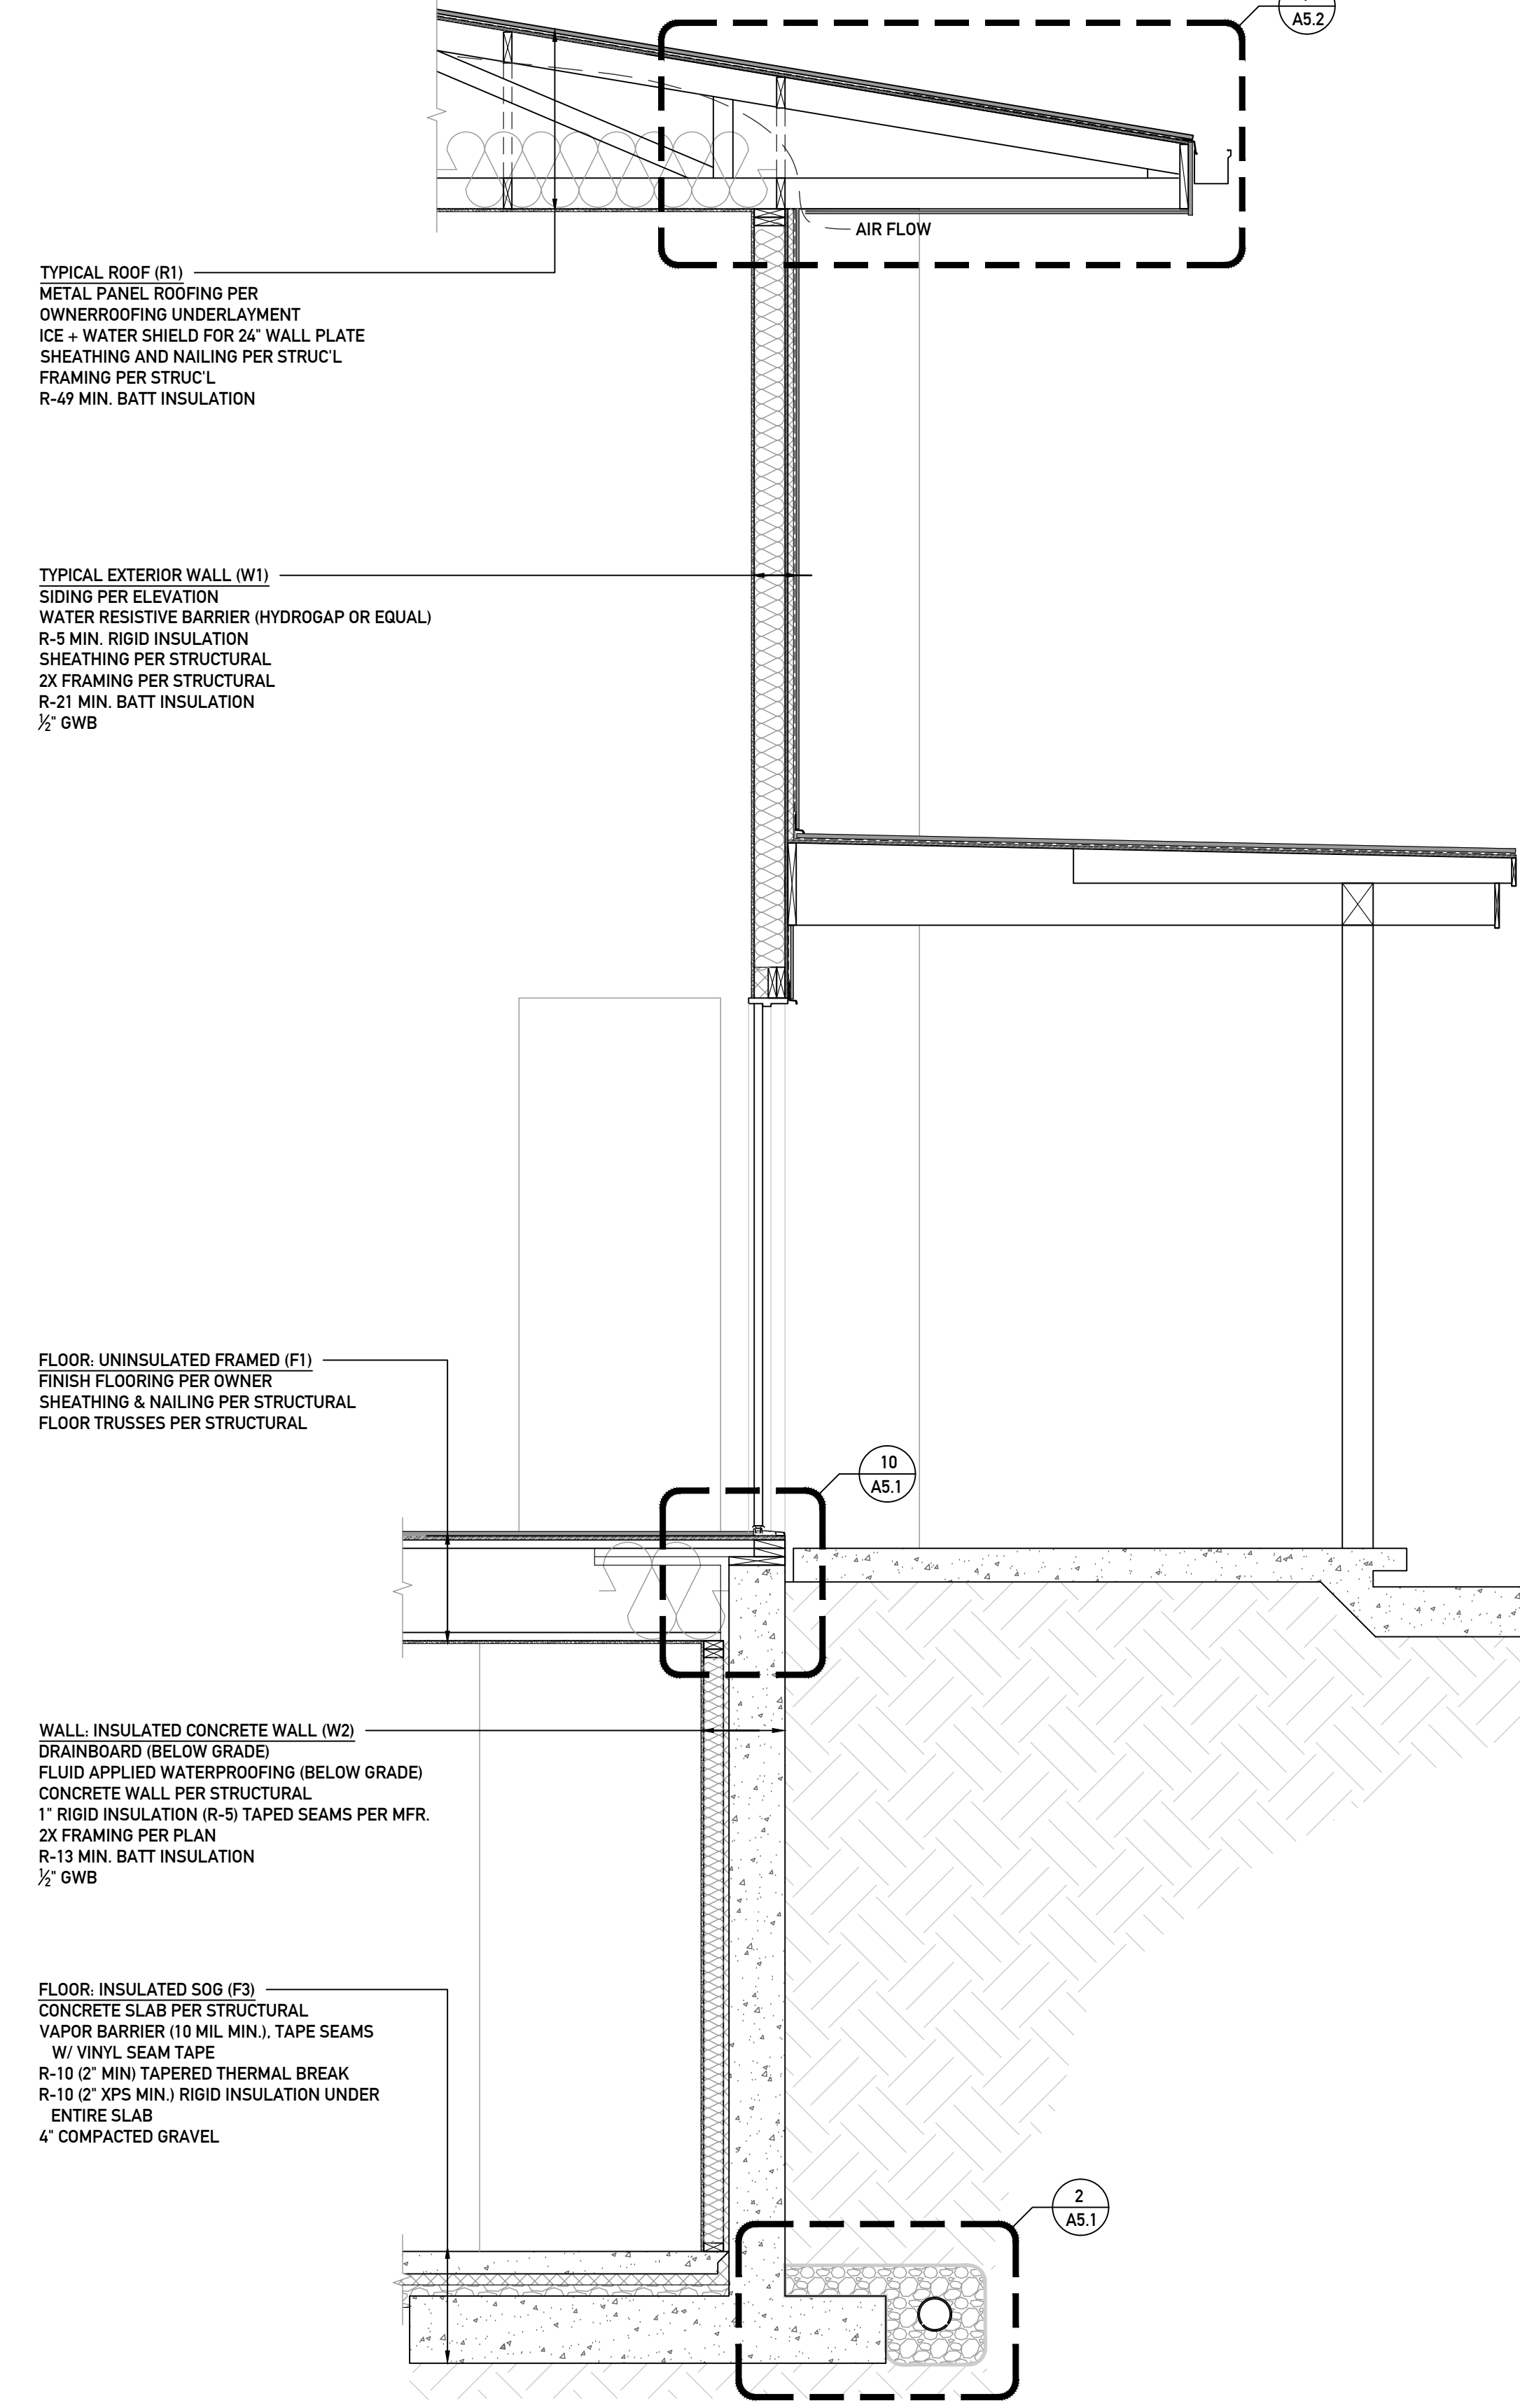 A5.2
AIR FLOW
TYPICAL ROOF (R1)
METAL PANEL ROOFING PER
OWNERROOFING UNDERLAYMENT
ICE + WATER SHIELD FOR 24" WALL PLATE
SHEATHING AND NAILING PER STRUC'L
FRAMING PER STRUC'L
R-49 MIN. BATT INSULATION
TYPICAL EXTERIOR WALL (W1)
SIDING PER ELEVATION
WATER RESISTIVE BARRIER (HYDROGAP OR EQUAL)
R-5 MIN. RIGID INSULATION
SHEATHING PER STRUCTURAL
2X FRAMING PER STRUCTURAL
R-21 MIN. BATT INSULATION
½" GWB
FLOOR: UNINSULATED FRAMED (F1)
FINISH FLOORING PER OWNER
SHEATHING & NAILING PER STRUCTURAL
FLOOR TRUSSES PER STRUCTURAL
10
A5.1
WALL: INSULATED CONCRETE WALL (W2)
DRAINBOARD (BELOW GRADE)
FLUID APPLIED WATERPROOFING (BELOW GRADE)
CONCRETE WALL PER STRUCTURAL
1" RIGID INSULATION (R-5) TAPED SEAMS PER MFR.
2X FRAMING PER PLAN
R-13 MIN. BATT INSULATION
½" GWB
FLOOR: INSULATED SOG (F3)
CONCRETE SLAB PER STRUCTURAL
VAPOR BARRIER (10 MIL MIN.), TAPE SEAMS
W/ VINYL SEAM TAPE
R-10 (2" MIN) TAPERED THERMAL BREAK
R-10 (2" XPS MIN.) RIGID INSULATION UNDER
ENTIRE SLAB
4" COMPACTED GRAVEL
2
A5.1